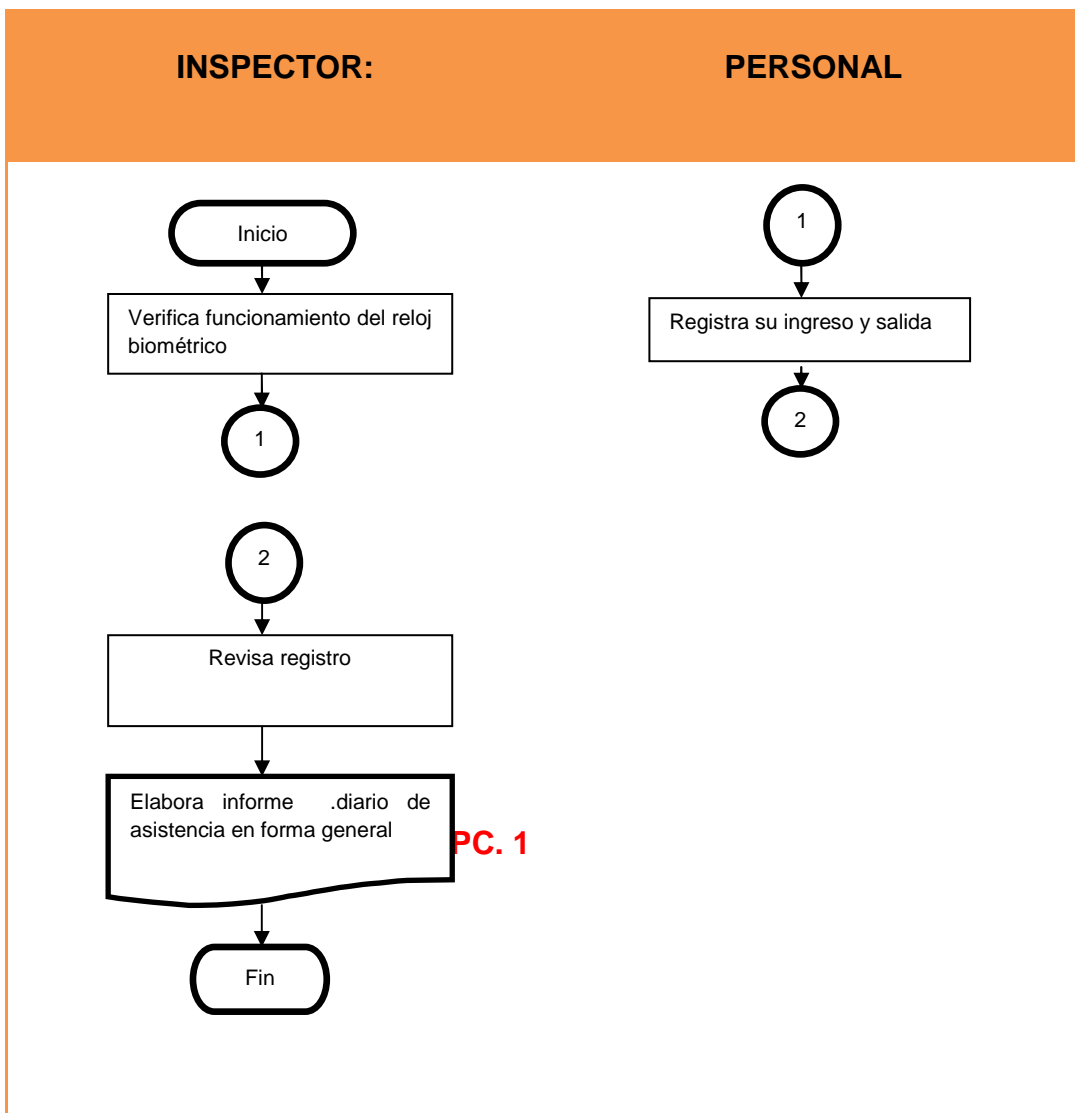 INSPECTOR:
PERSONAL
Inicio
Verifica funcionamiento del reloj
biométrico
1
2
Revisa registro
Elabora informe .diario de
asistencia en forma general
PC. 1
Fin
1
Registra su ingreso y salida
2